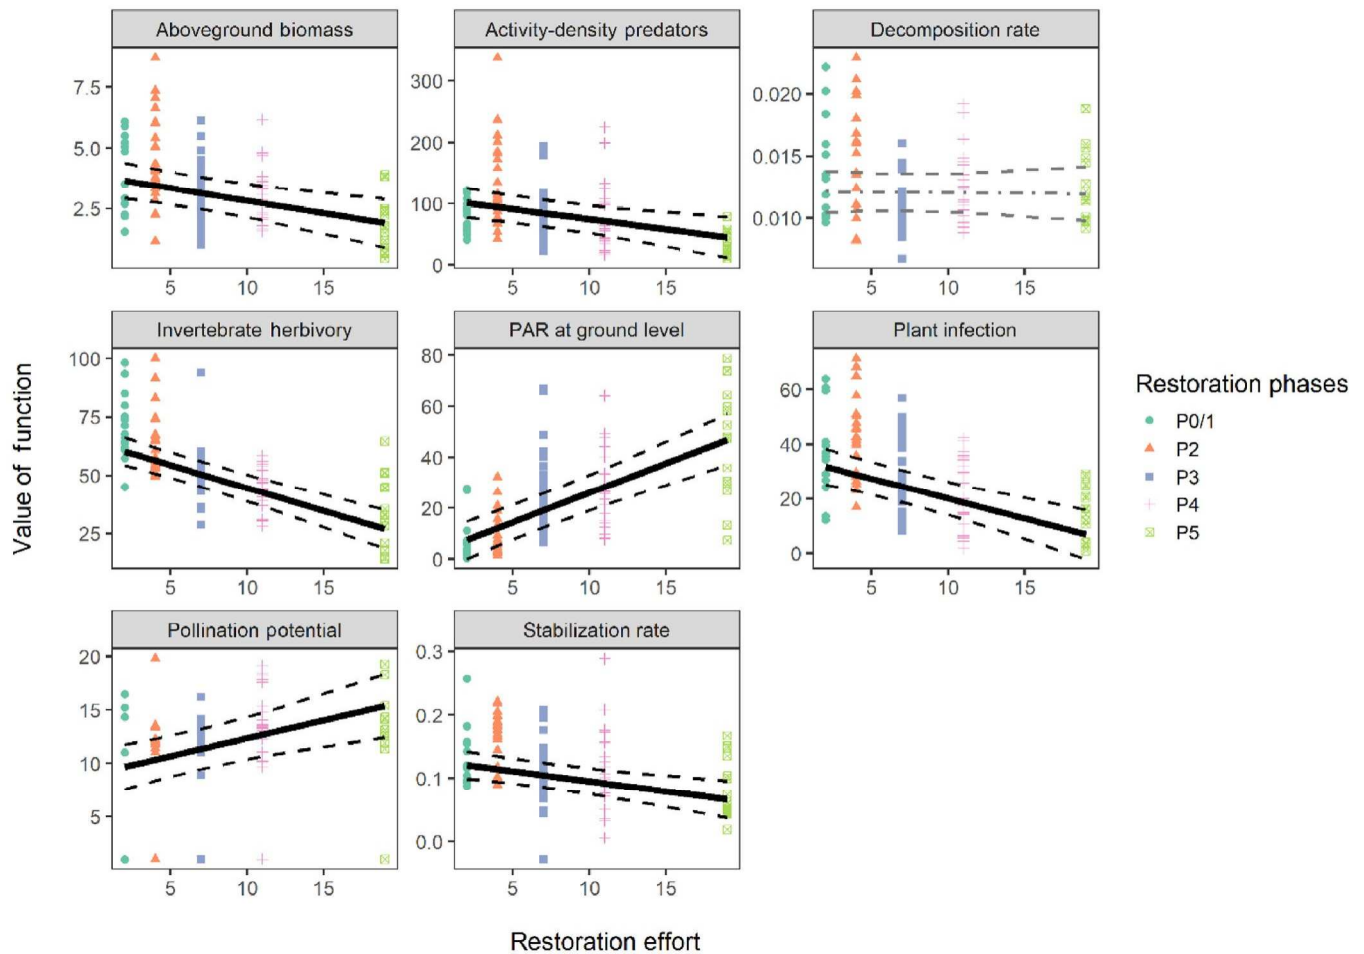 Aboveground biomass
Activity-density predators
Decomposition rate
7.5
5.0
2.5
300
200
100
0
0.020
0.015
0.010
5 10 15
5 10 15
5 10 15
Invertebrate herbivory
PAR at ground level
Plant infection
100
75
50
25
80
60
40
20
0
60
40
20
0
5 10 15
5 10 15
5 10 15
Pollination potential
Stabilization rate
20
15
10
5
0.3
0.2
0.1
0.0
5 10 15
5 10 15
Value of function
Restoration effort
Restoration phases
P0/1
P2
P3
P4
P5